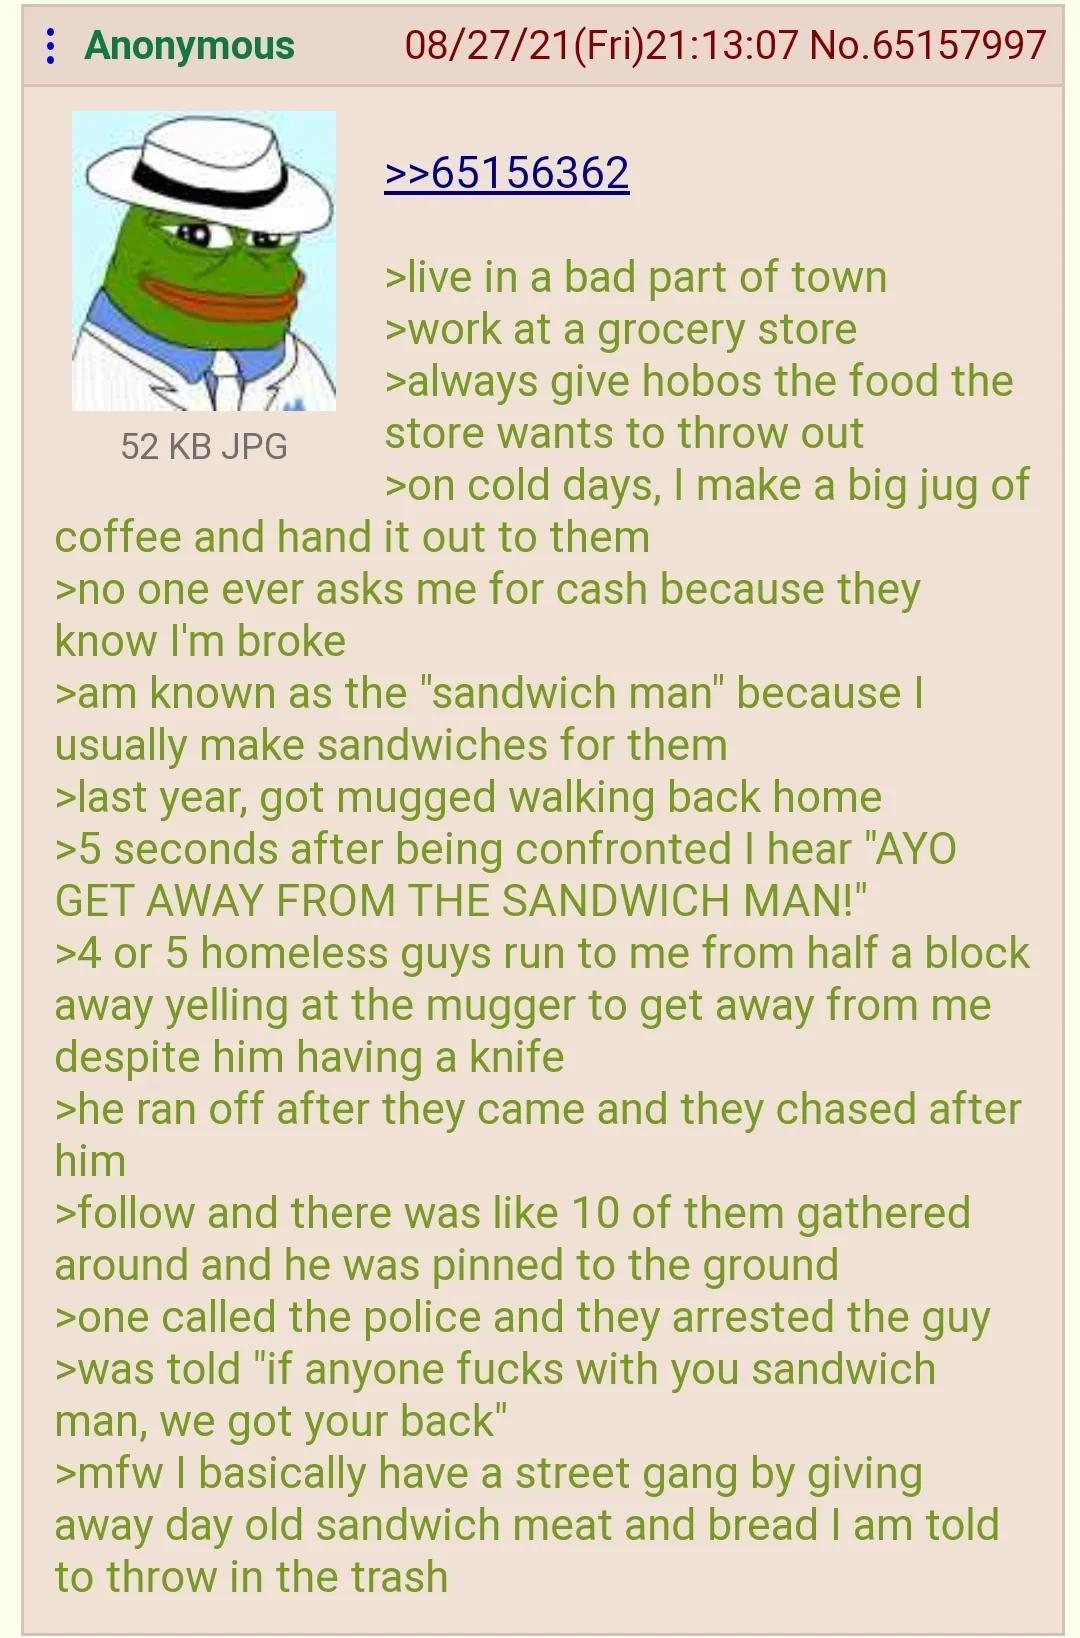 Anonymous 08/27/21(Fri)21:13:07 No.65157997
>>65156362
52 KB JPG
>live in a bad part of town
>work at a grocery store
>always give hobos the food the
store wants to throw out
>on cold days, I make a big jug of
coffee and hand it out to them
>no one ever asks me for cash because they
know I'm broke
>am known as the "sandwich man" because I
usually make sandwiches for them
>last year, got mugged walking back home
>5 seconds after being confronted I hear "AYO
GET AWAY FROM THE SANDWICH MAN!"
>4 or 5 homeless guys run to me from half a block
away yelling at the mugger to get away from me
despite him having a knife
>he ran off after they came and they chased after
him
>follow and there was like 10 of them gathered
around and he was pinned to the ground
>one called the police and they arrested the guy
>was told "if anyone fucks with you sandwich
man, we got your back"
>mfw I basically have a street gang by giving
away day old sandwich meat and bread I am told
to throw in the trash